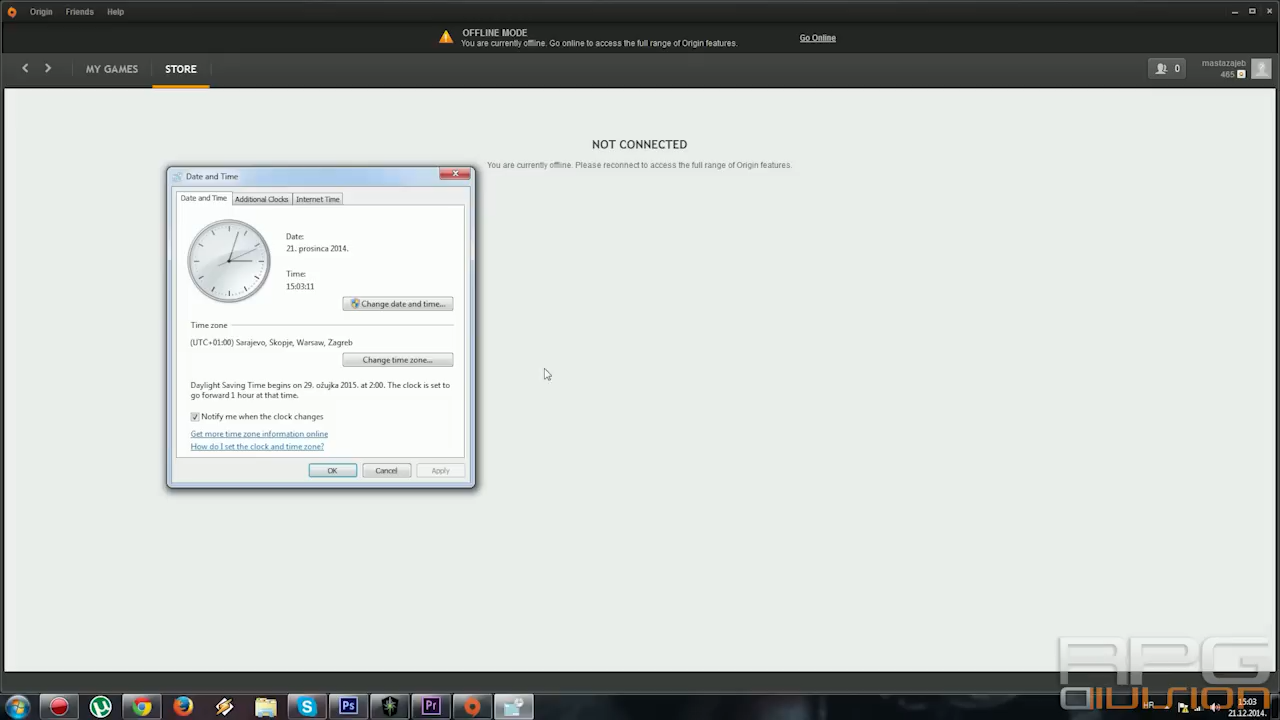 Origin Friends Help
OFFLINE MODE
You are currently offline. Go online to access the full range of Origin features.
Go Online
MY GAMES STORE
0
mastazajeb
465
NOT CONNECTED
You are currently offline. Please reconnect to access the full range of Origin features.
Date and Time
Date and Time Additional Clocks Internet Time
Date:
21. prosinca 2014.
Time:
15:03:11
Change date and time...
Time zone
(UTC+01:00) Sarajevo, Skopje, Warsaw, Zagreb
Change time zone...
Daylight Saving Time begins on 29. ožujka 2015. at 2:00. The clock is set to
go forward 1 hour at that time.
Notify me when the clock changes
Get more time zone information online
How do I set the clock and time zone?
OK Cancel Apply
RPG
DIVISION
Ps
Pr
HR
15:03
21.12.2014.